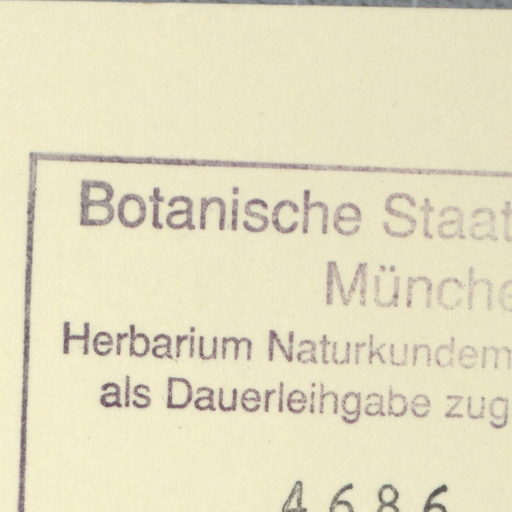 Botanische Staat
Münche
Herbarium Naturkundem
als Dauerleihgabe zug
4686